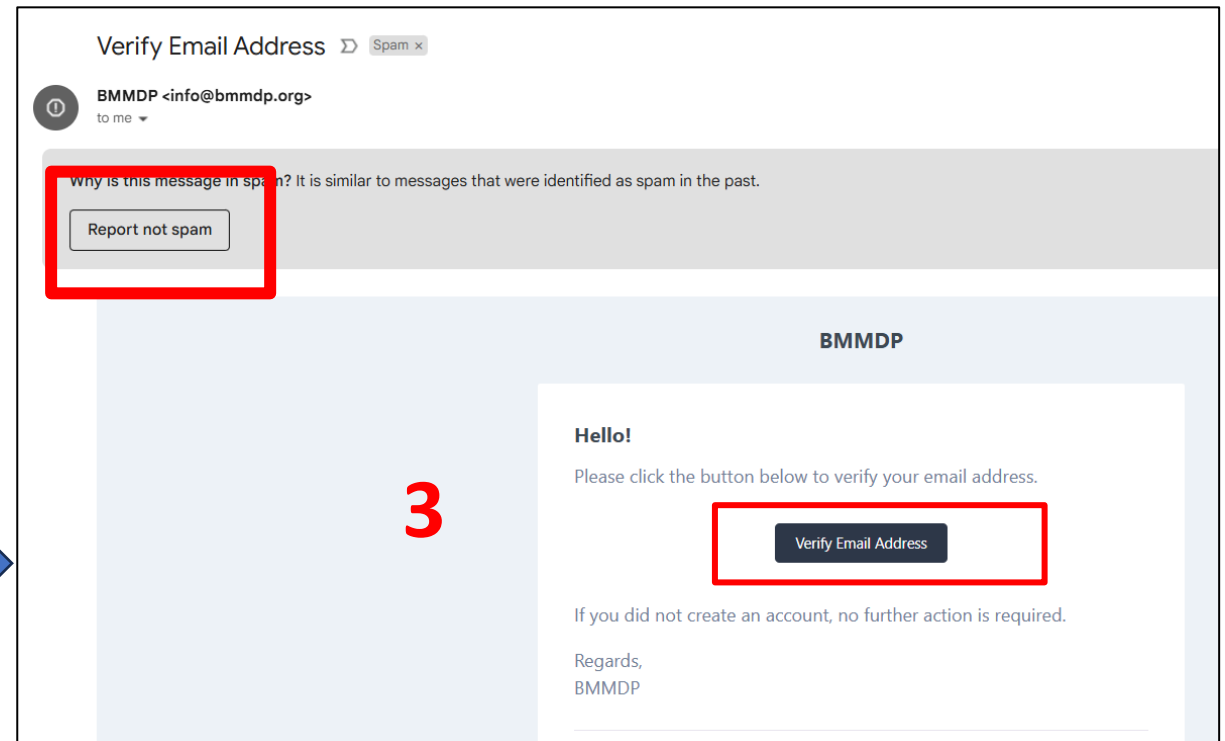 Verify Email Address Spam ×
BMMDP <info@bmmdp.org>
to me
Why is this message in spam? It is similar to messages that were identified as spam in the past.
Report not spam
BMMDP
Hello!
Please click the button below to verify your email address.
3
Verify Email Address
If you did not create an account, no further action is required.
Regards,
BMMDP